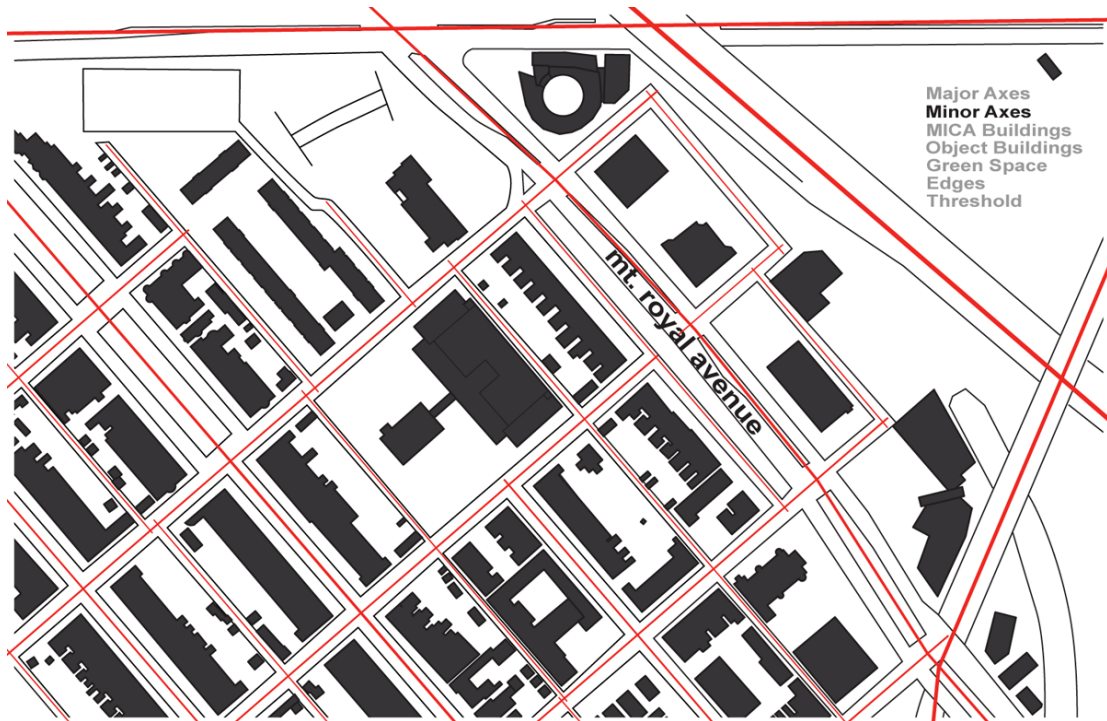 Major Axes
Minor Axes
MICA Buildings
Object Buildings
Green Space
Edges
Threshold
mt. royal avenue